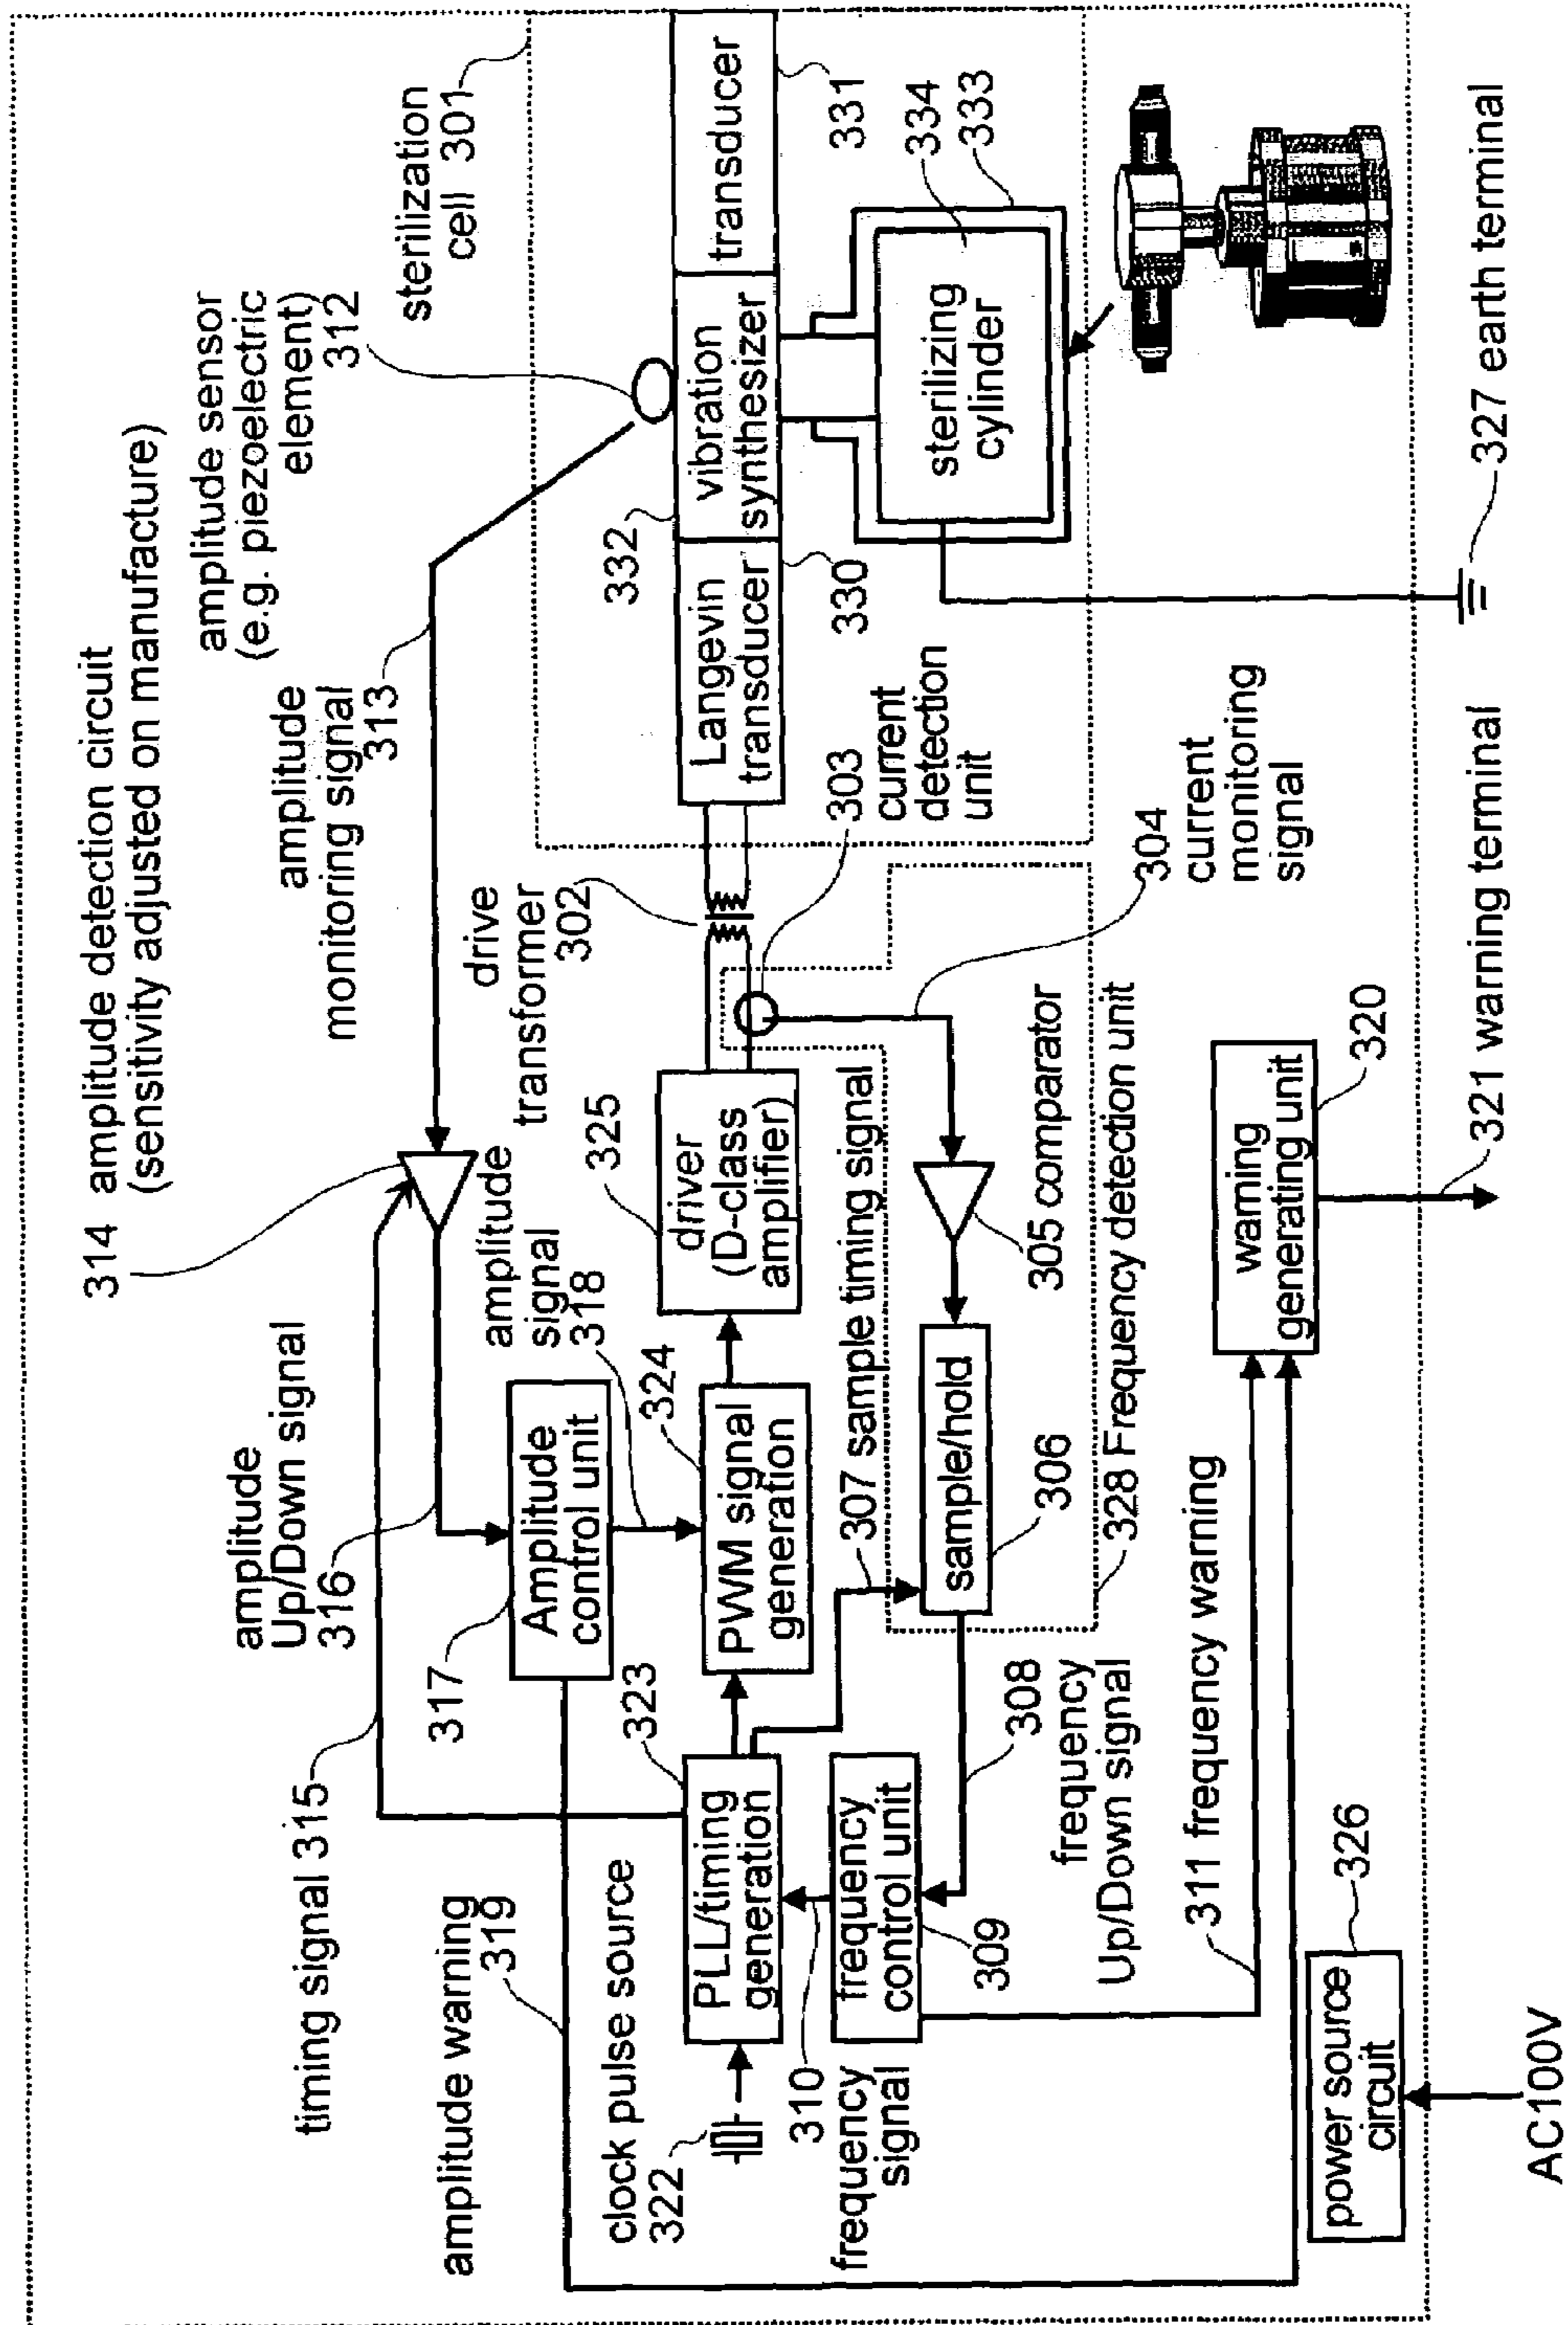 314 amplitude detection circuit
(sensitivity adjusted on manufacture)
amplitude sensor
(e.g. piezoelectric
element)
312
sterilization
cell 301
amplitude
monitoring signal
313
amplitude
Up/Down signal
316
timing signal 315
amplitude warning
319
317
Amplitude
control unit
amplitude
signal
318
drive
transformer
302
332
Langevin
transducer
330
vibration
synthesizer
transducer
331
clock pulse source
322
323
PLL/timing
generation
324
PWM signal
generation
325
driver
(D-class
amplifier)
303
current
detection
unit
sterilizing
cylinder
334
333
310
frequency
signal
frequency
control unit
309
307 sample timing signal
sample/hold
306
305 comparator
304
current
monitoring
signal
308
frequency
Up/Down signal
328 Frequency detection unit
311 frequency warning
warning
generating unit
320
326
power source
circuit
AC100V
321 warning terminal
327 earth terminal